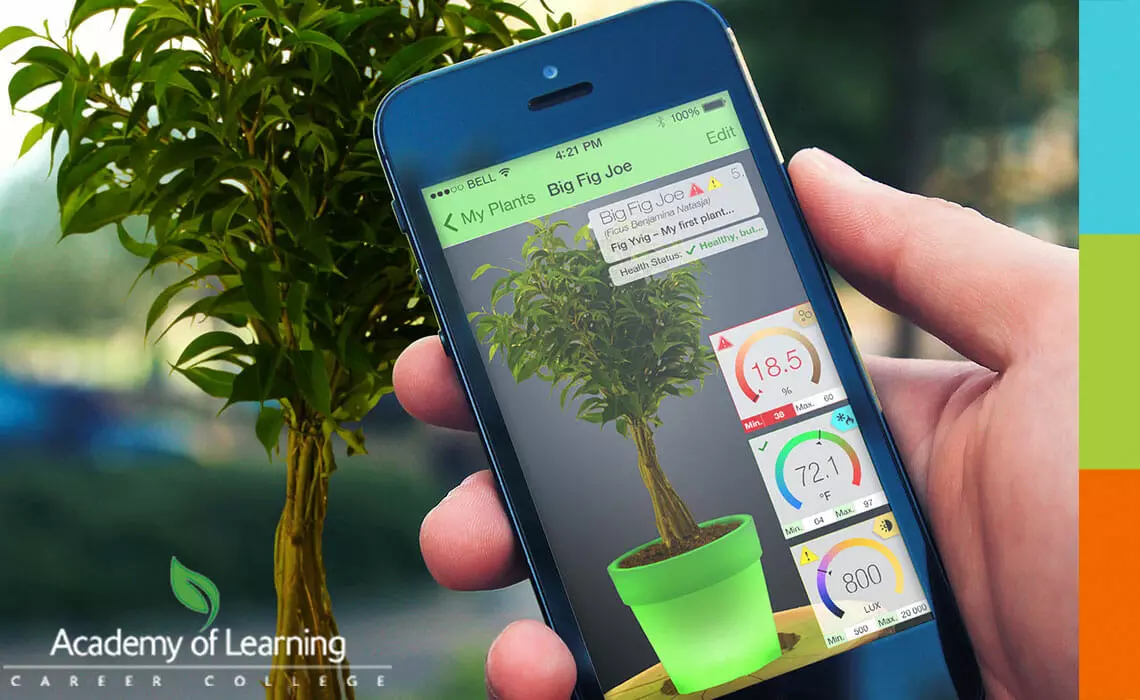 BELL
4:21 PM
100%
My Plants
Big Fig Joe
Edit
Big Fig Joe
5.
(Ficus Benjamina Natasja)
Fig Yvig – My first plant...
Health Status: ✓ Healthy, but...
18.5
%
Min. 38 Max. 60
72.1
°F
Min. 64 Max. 97
800
LUX
Min. 500 Max. 20 000
Academy of Learning
CAREER COLLEGE